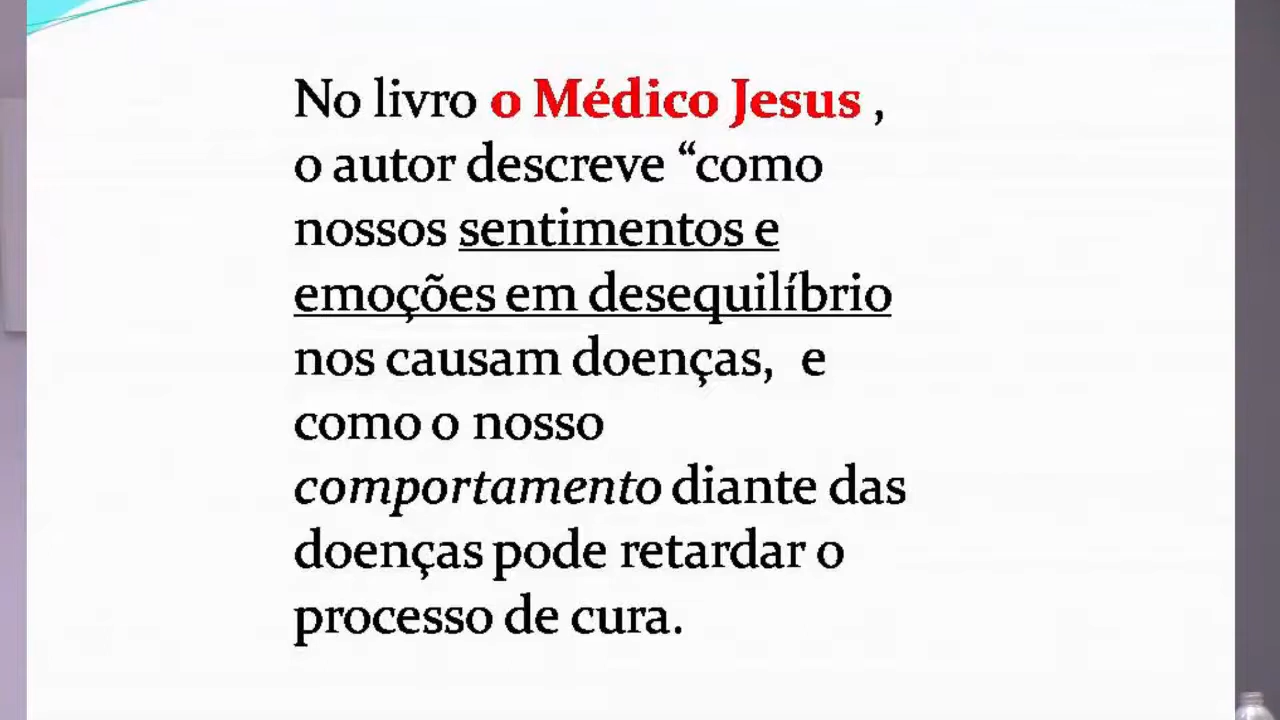 No livro o Médico Jesus ,
o autor descreve “como
nossos sentimentos e
emoções em desequilíbrio
nos causam doenças,  e
como o nosso
comportamento diante das
doenças pode retardar o
processo de cura.